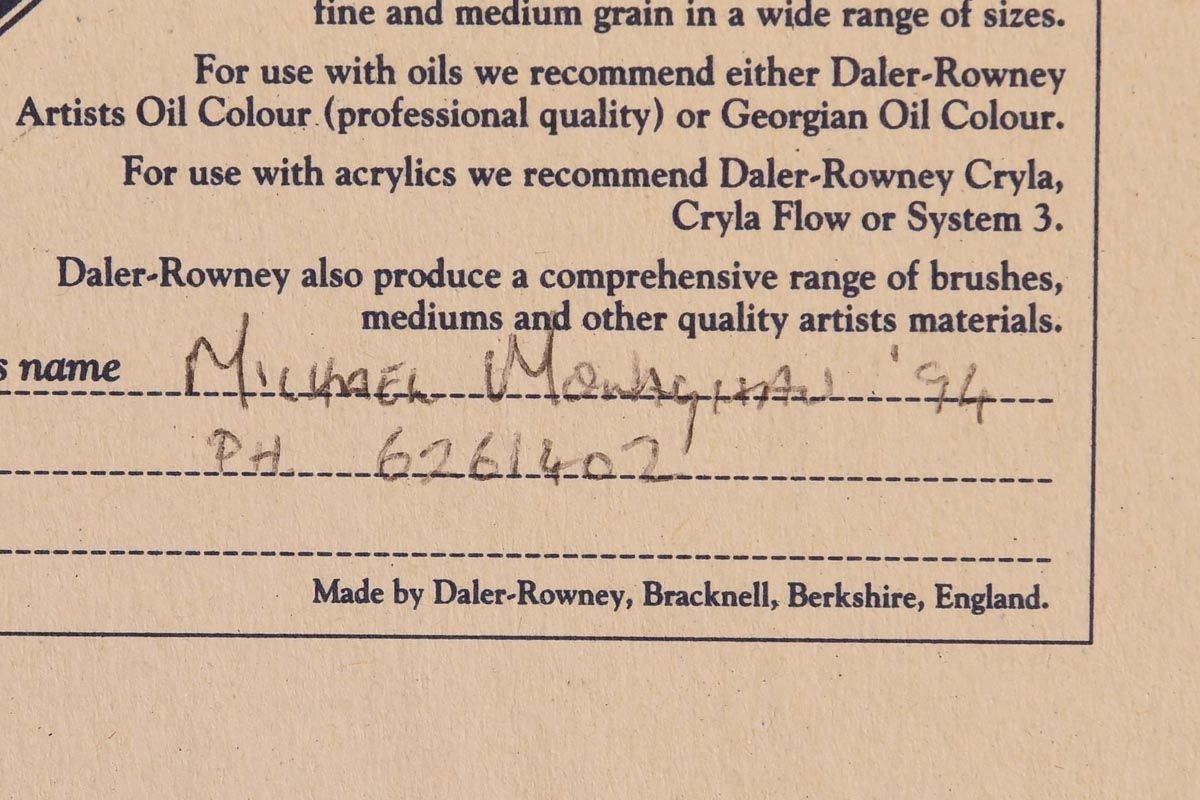 fine and medium grain in a wide range of sizes.
For use with oils we recommend either Daler-Rowney
Artists Oil Colour (professional quality) or Georgian Oil Colour.
For use with acrylics we recommend Daler-Rowney Cryla,
Cryla Flow or System 3.
Daler-Rowney also produce a comprehensive range of brushes,
mediums and other quality artists materials.
s name MICHAEL MONAGHAN '94
PH 6261402
Made by Daler-Rowney, Bracknell, Berkshire, England.